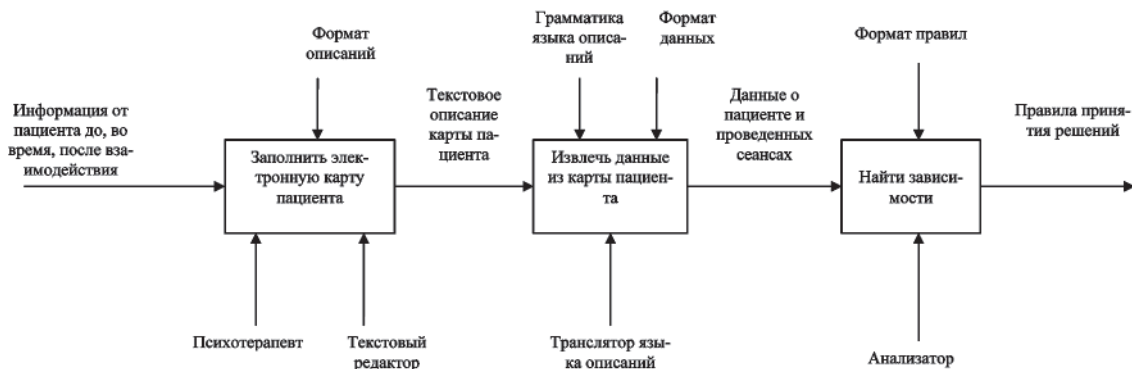 Формат
описаний
Грамматика
языка описа-
ний
Формат
данных
Формат правил
Информация от
пациента до, во
время, после вза-
имодействия
Заполнить элек-
тронную карту
пациента
Текстовое
описание
карты па-
циента
Извлечь данные
из карты пациен-
та
Данные о
пациенте и
проведенных
сеансах
Найти зависи-
мости
Правила приня
тия решений
Психотерапевт
Текстовый
редактор
Транслятор язы-
ка описаний
Анализатор